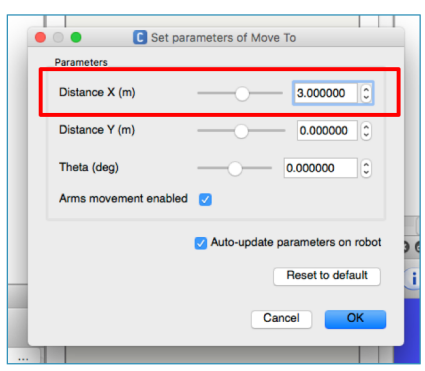 Set parameters of Move To
Parameters
Distance X (m) 3.000000
Distance Y (m) 0.000000
Theta (deg) 0.000000
Arms movement enabled
Auto-update parameters on robot
Reset to default
Cancel OK
...
i